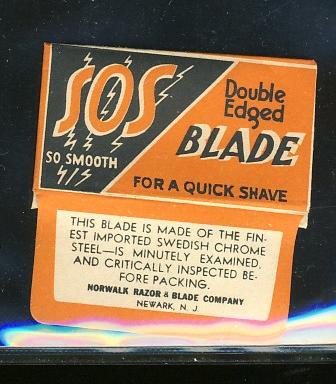 SOS
SO SMOOTH
Double
Edged
BLADE
FOR A QUICK SHAVE
THIS BLADE IS MADE OF THE FIN-
EST IMPORTED SWEDISH CHROME
STEEL—IS MINUTELY EXAMINED,
AND CRITICALLY INSPECTED BE-
FORE PACKING.
NORWALK RAZOR & BLADE COMPANY
NEWARK, N. J.